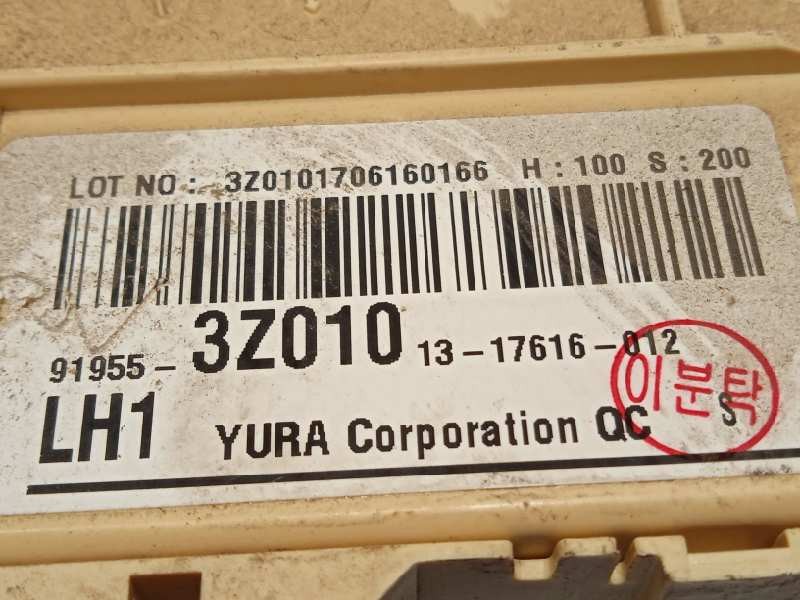 LOT NO : 3Z0101706160166 H : 100 S : 200
91955-3Z010 13-17616-012
LH1 YURA Corporation QC S
이분탁